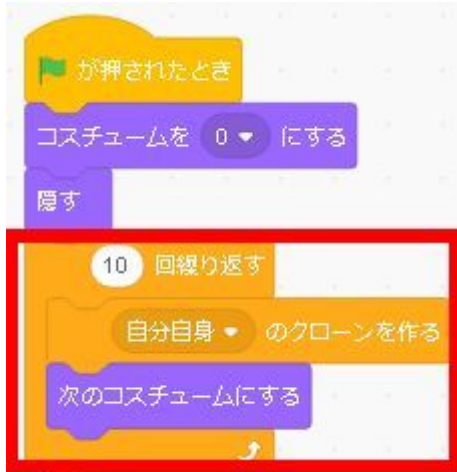 が押されたとき
コスチュームを 0 にする
隠す
10 回繰り返す
自分自身 のクローンを作る
次のコスチュームにする